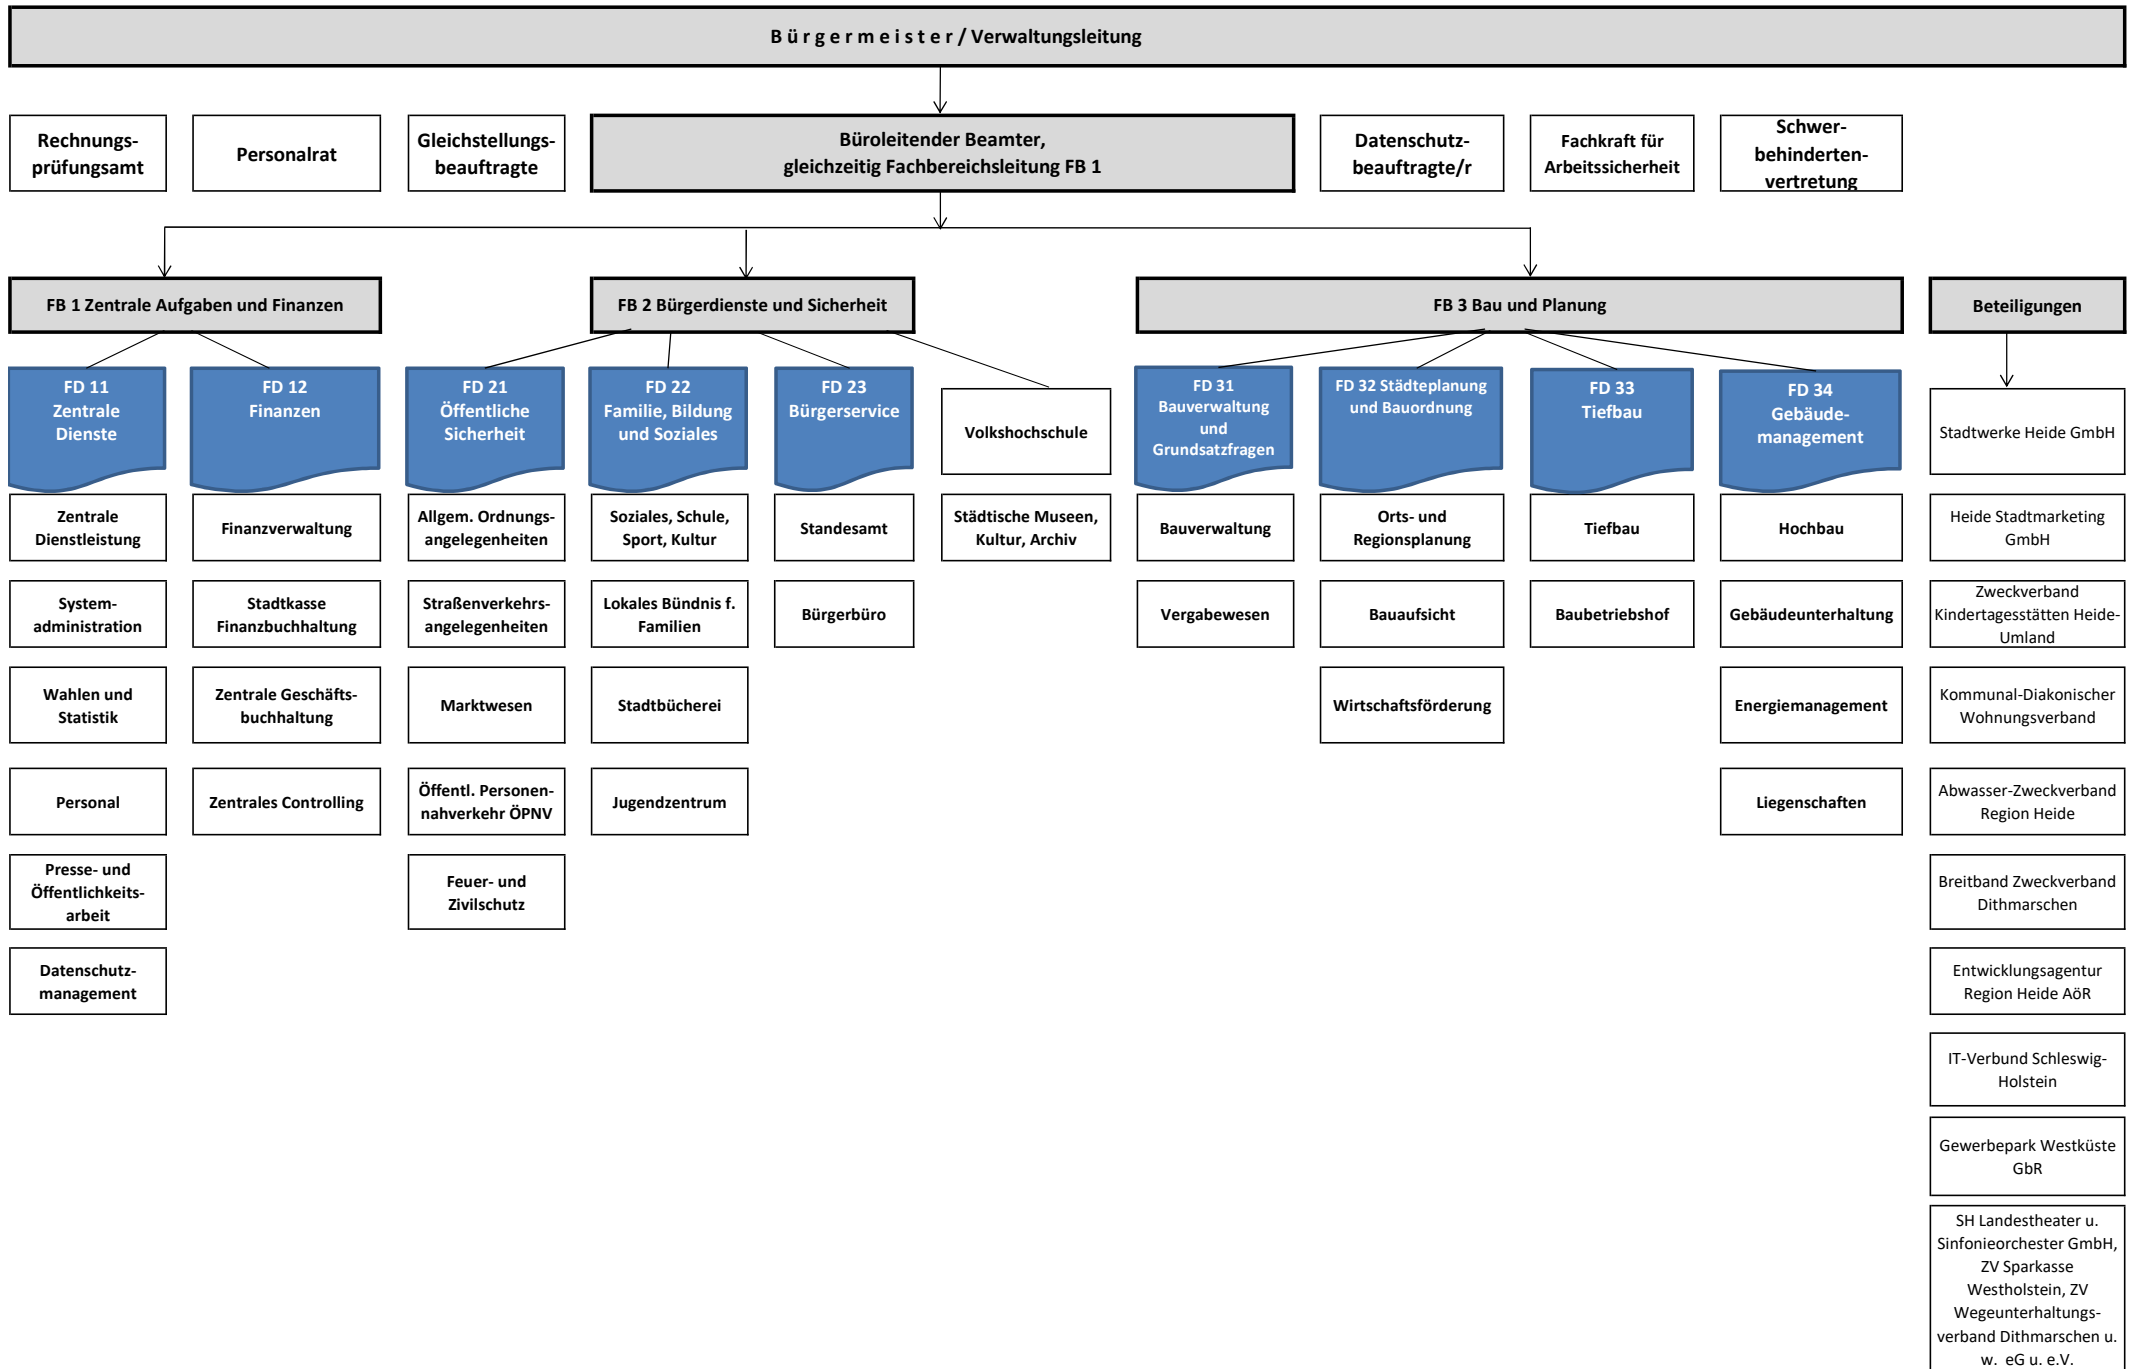 Bürgermeister/ Verwaltungsleitung
Rechnungs-
prüfungsamt
Personalrat
Gleichstellungs-
beauftragte
Büroleitender Beamter,
gleichzeitig Fachbereichsleitung FB 1
Datenschutz-
beauftragte/r
Fachkraft für
Arbeitssicherheit
Schwer-
behinderten-
vertretung
FB 1 Zentrale Aufgaben und Finanzen
FB 2 Bürgerdienste und Sicherheit
FB 3 Bau und Planung
Beteiligungen
FD 11
Zentrale
Dienste
FD 12
Finanzen
FD 21
Öffentliche
Sicherheit
FD 22
Familie, Bildung
und Soziales
FD 23
Bürgerservice
Volkshochschule
FD 31
Bauverwaltung
und
Grundsatzfragen
FD 32 Städteplanung
und Bauordnung
FD 33
Tiefbau
FD 34
Gebäude-
management
Stadtwerke Heide GmbH
Zentrale
Dienstleistung
Finanzverwaltung
Allgem. Ordnungs-
angelegenheiten
Soziales, Schule,
Sport, Kultur
Standesamt
Städtische Museen,
Kultur, Archiv
Bauverwaltung
Orts- und
Regionsplanung
Tiefbau
Hochbau
Heide Stadtmarketing
GmbH
System-
administration
Stadtkasse
Finanzbuchhaltung
Straßenverkehrs-
angelegenheiten
Lokales Bündnis f.
Familien
Bürgerbüro
Vergabewesen
Bauaufsicht
Baubetriebshof
Gebäudeunterhaltung
Zweckverband
Kindertagesstätten Heide-
Umland
Wahlen und
Statistik
Zentrale Geschäfts-
buchhaltung
Marktwesen
Stadtbücherei
Wirtschaftsförderung
Energiemanagement
Kommunal-Diakonischer
Wohnungsverband
Personal
Zentrales Controlling
Öffentl. Personen-
nahverkehr ÖPNV
Jugendzentrum
Liegenschaften
Abwasser-Zweckverband
Region Heide
Presse- und
Öffentlichkeits-
arbeit
Feuer- und
Zivilschutz
Breitband Zweckverband
Dithmarschen
Datenschutz-
management
Entwicklungsagentur
Region Heide AöR
IT-Verbund Schleswig-
Holstein
Gewerbepark Westküste
GbR
SH Landestheater u.
Sinfonieorchester GmbH,
ZV Sparkasse
Westholstein, ZV
Wegeunterhaltungs-
verband Dithmarschen u.
w. eG u. e.V.